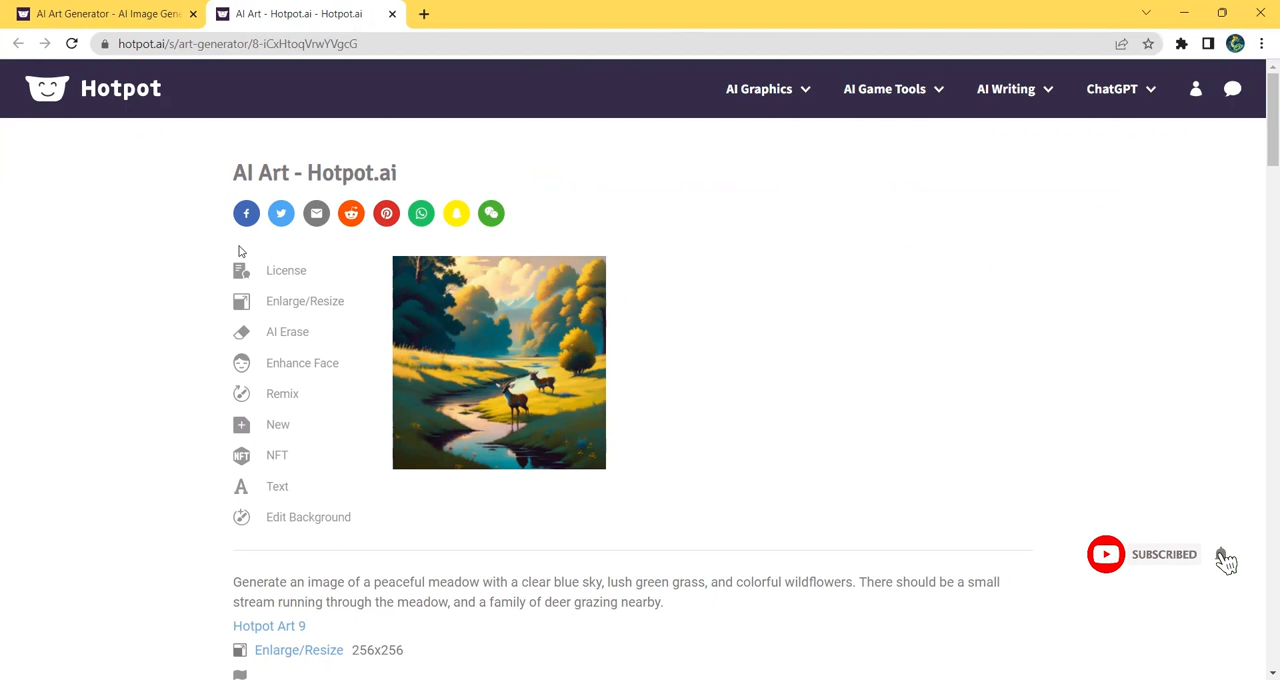 AI Art Generator - AI Image Gene
AI Art - Hotpot.ai - Hotpot.ai
hotpot.ai/s/art-generator/8-iCxHtoqVrwYVgcG
Hotpot
AI Graphics
AI Game Tools
AI Writing
ChatGPT
AI Art - Hotpot.ai
License
Enlarge/Resize
AI Erase
Enhance Face
Remix
New
NFT
NFT
A
Text
Edit Background
SUBSCRIBED
Generate an image of a peaceful meadow with a clear blue sky, lush green grass, and colorful wildflowers. There should be a small
stream running through the meadow, and a family of deer grazing nearby.
Hotpot Art 9
Enlarge/Resize 256x256